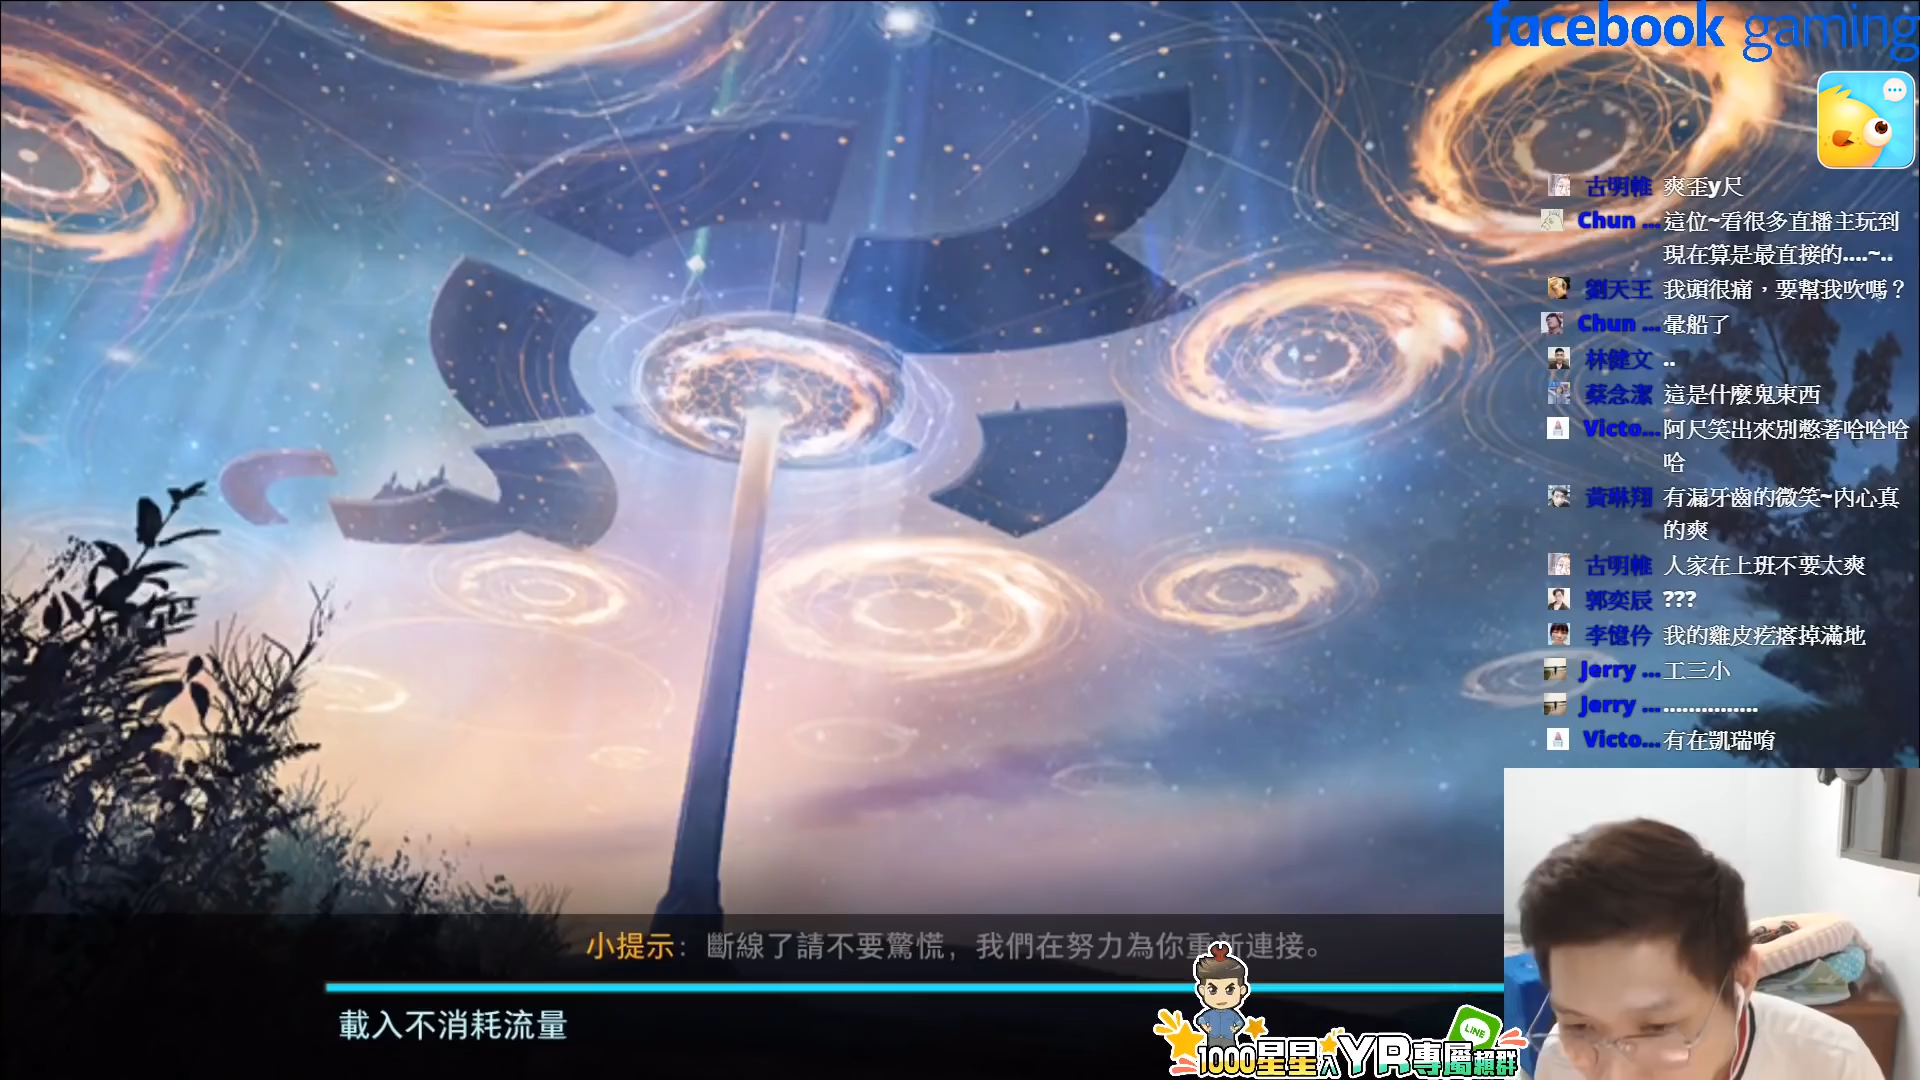 facebook gaming
古明帷 爽歪y尺
Chun ... 這位~看很多直播主玩到
現在算是最直接的....~..
劉天王 我頭很痛，要幫我吹嗎？
Chun ... 暈船了
林健文 ..
蔡念潔 這是什麼鬼東西
Victo... 阿尺笑出來別憋著哈哈哈
哈
黃琳翔 有漏牙齒的微笑~內心真
的爽
古明帷 人家在上班不要太爽
郭奕辰 ???
李憶伶 我的雞皮疙瘩掉滿地
Jerry ... 工三小
Jerry ... ...............
Victo... 有在凱瑞唷
小提示：斷線了請不要驚慌，我們在努力為你重新連接。
載入不消耗流量
LINE
1000星星入YR專屬賴群